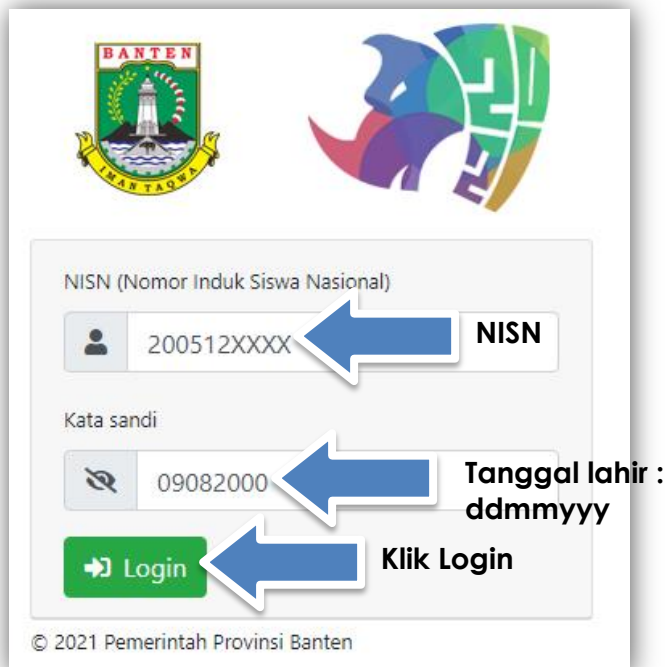 BANTEN
IMAN TAQWA
2021
NISN (Nomor Induk Siswa Nasional)
200512XXXX
NISN
Kata sandi
09082000
Tanggal lahir :
ddmmyyy
Login
Klik Login
© 2021 Pemerintah Provinsi Banten